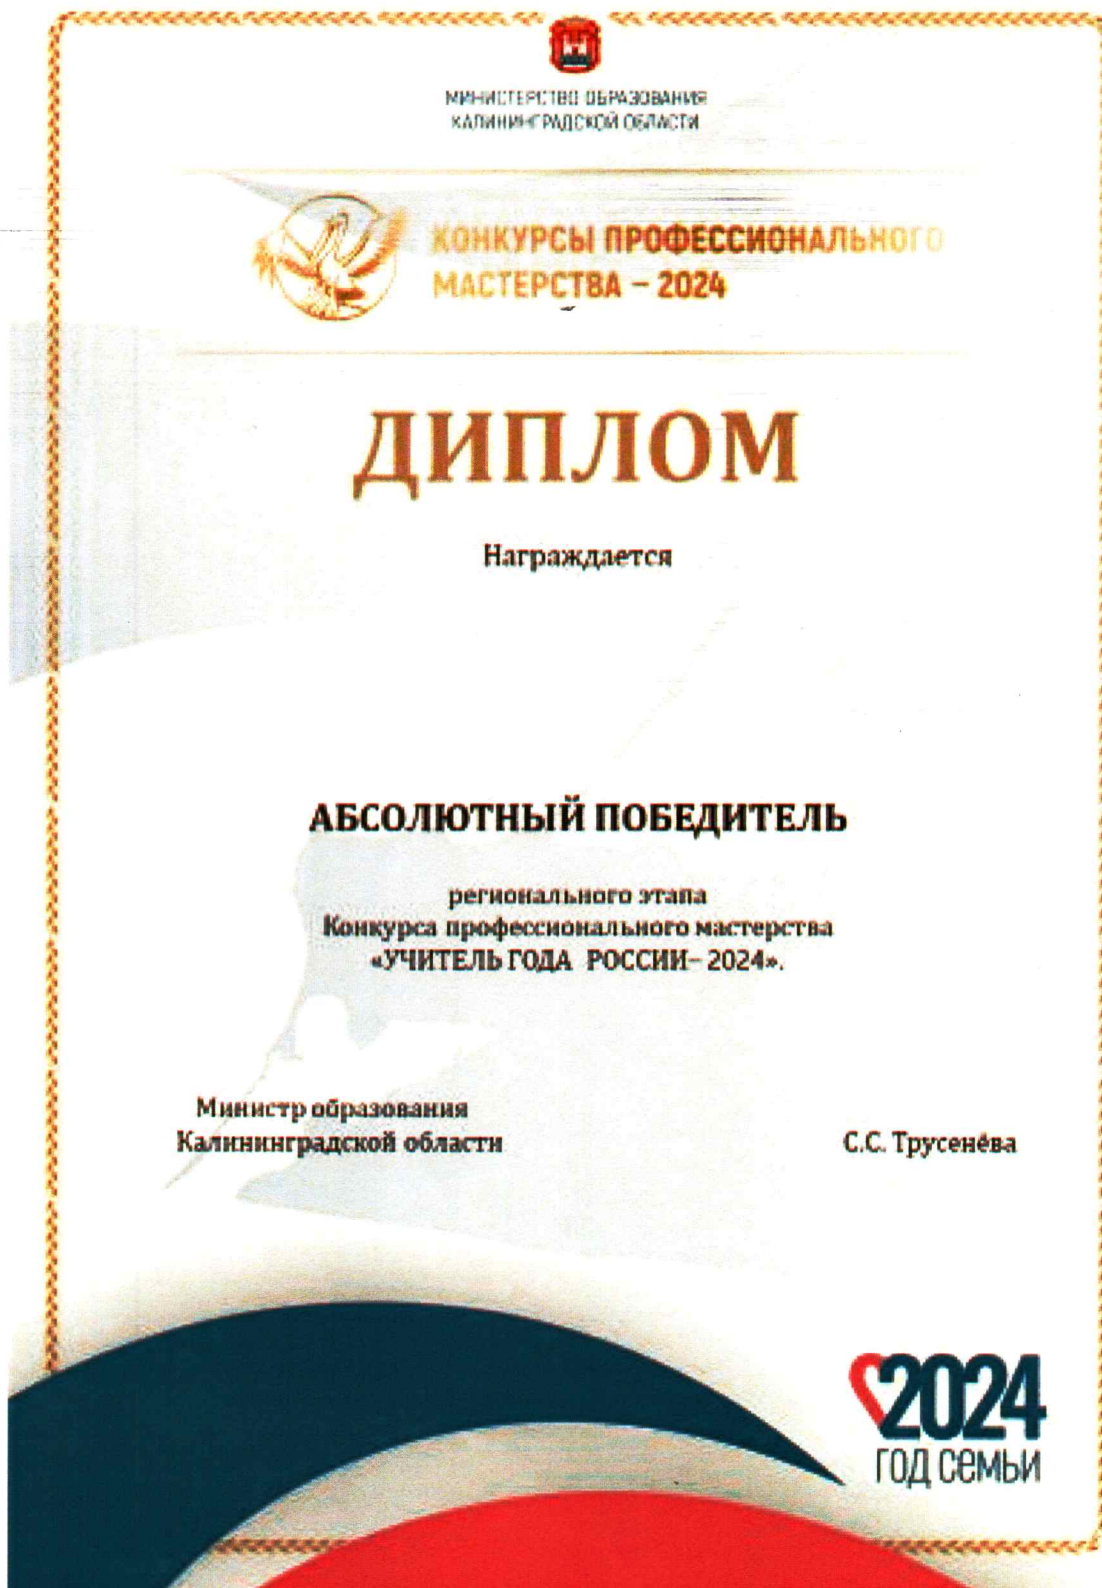 МИНИСТЕРСТВО ОБРАЗОВАНИЯ
КАЛИНИНГРАДСКОЙ ОБЛАСТИ
КОНКУРСЫ ПРОФЕССИОНАЛЬНОГО
МАСТЕРСТВА – 2024
ДИПЛОМ
Награждается
АБСОЛЮТНЫЙ ПОБЕДИТЕЛЬ
регионального этапа
Конкурса профессионального мастерства
«УЧИТЕЛЬ ГОДА РОССИИ– 2024».
Министр образования
Калининградской области
С.С. Трусенёва
2024
ГОД СЕМЬИ